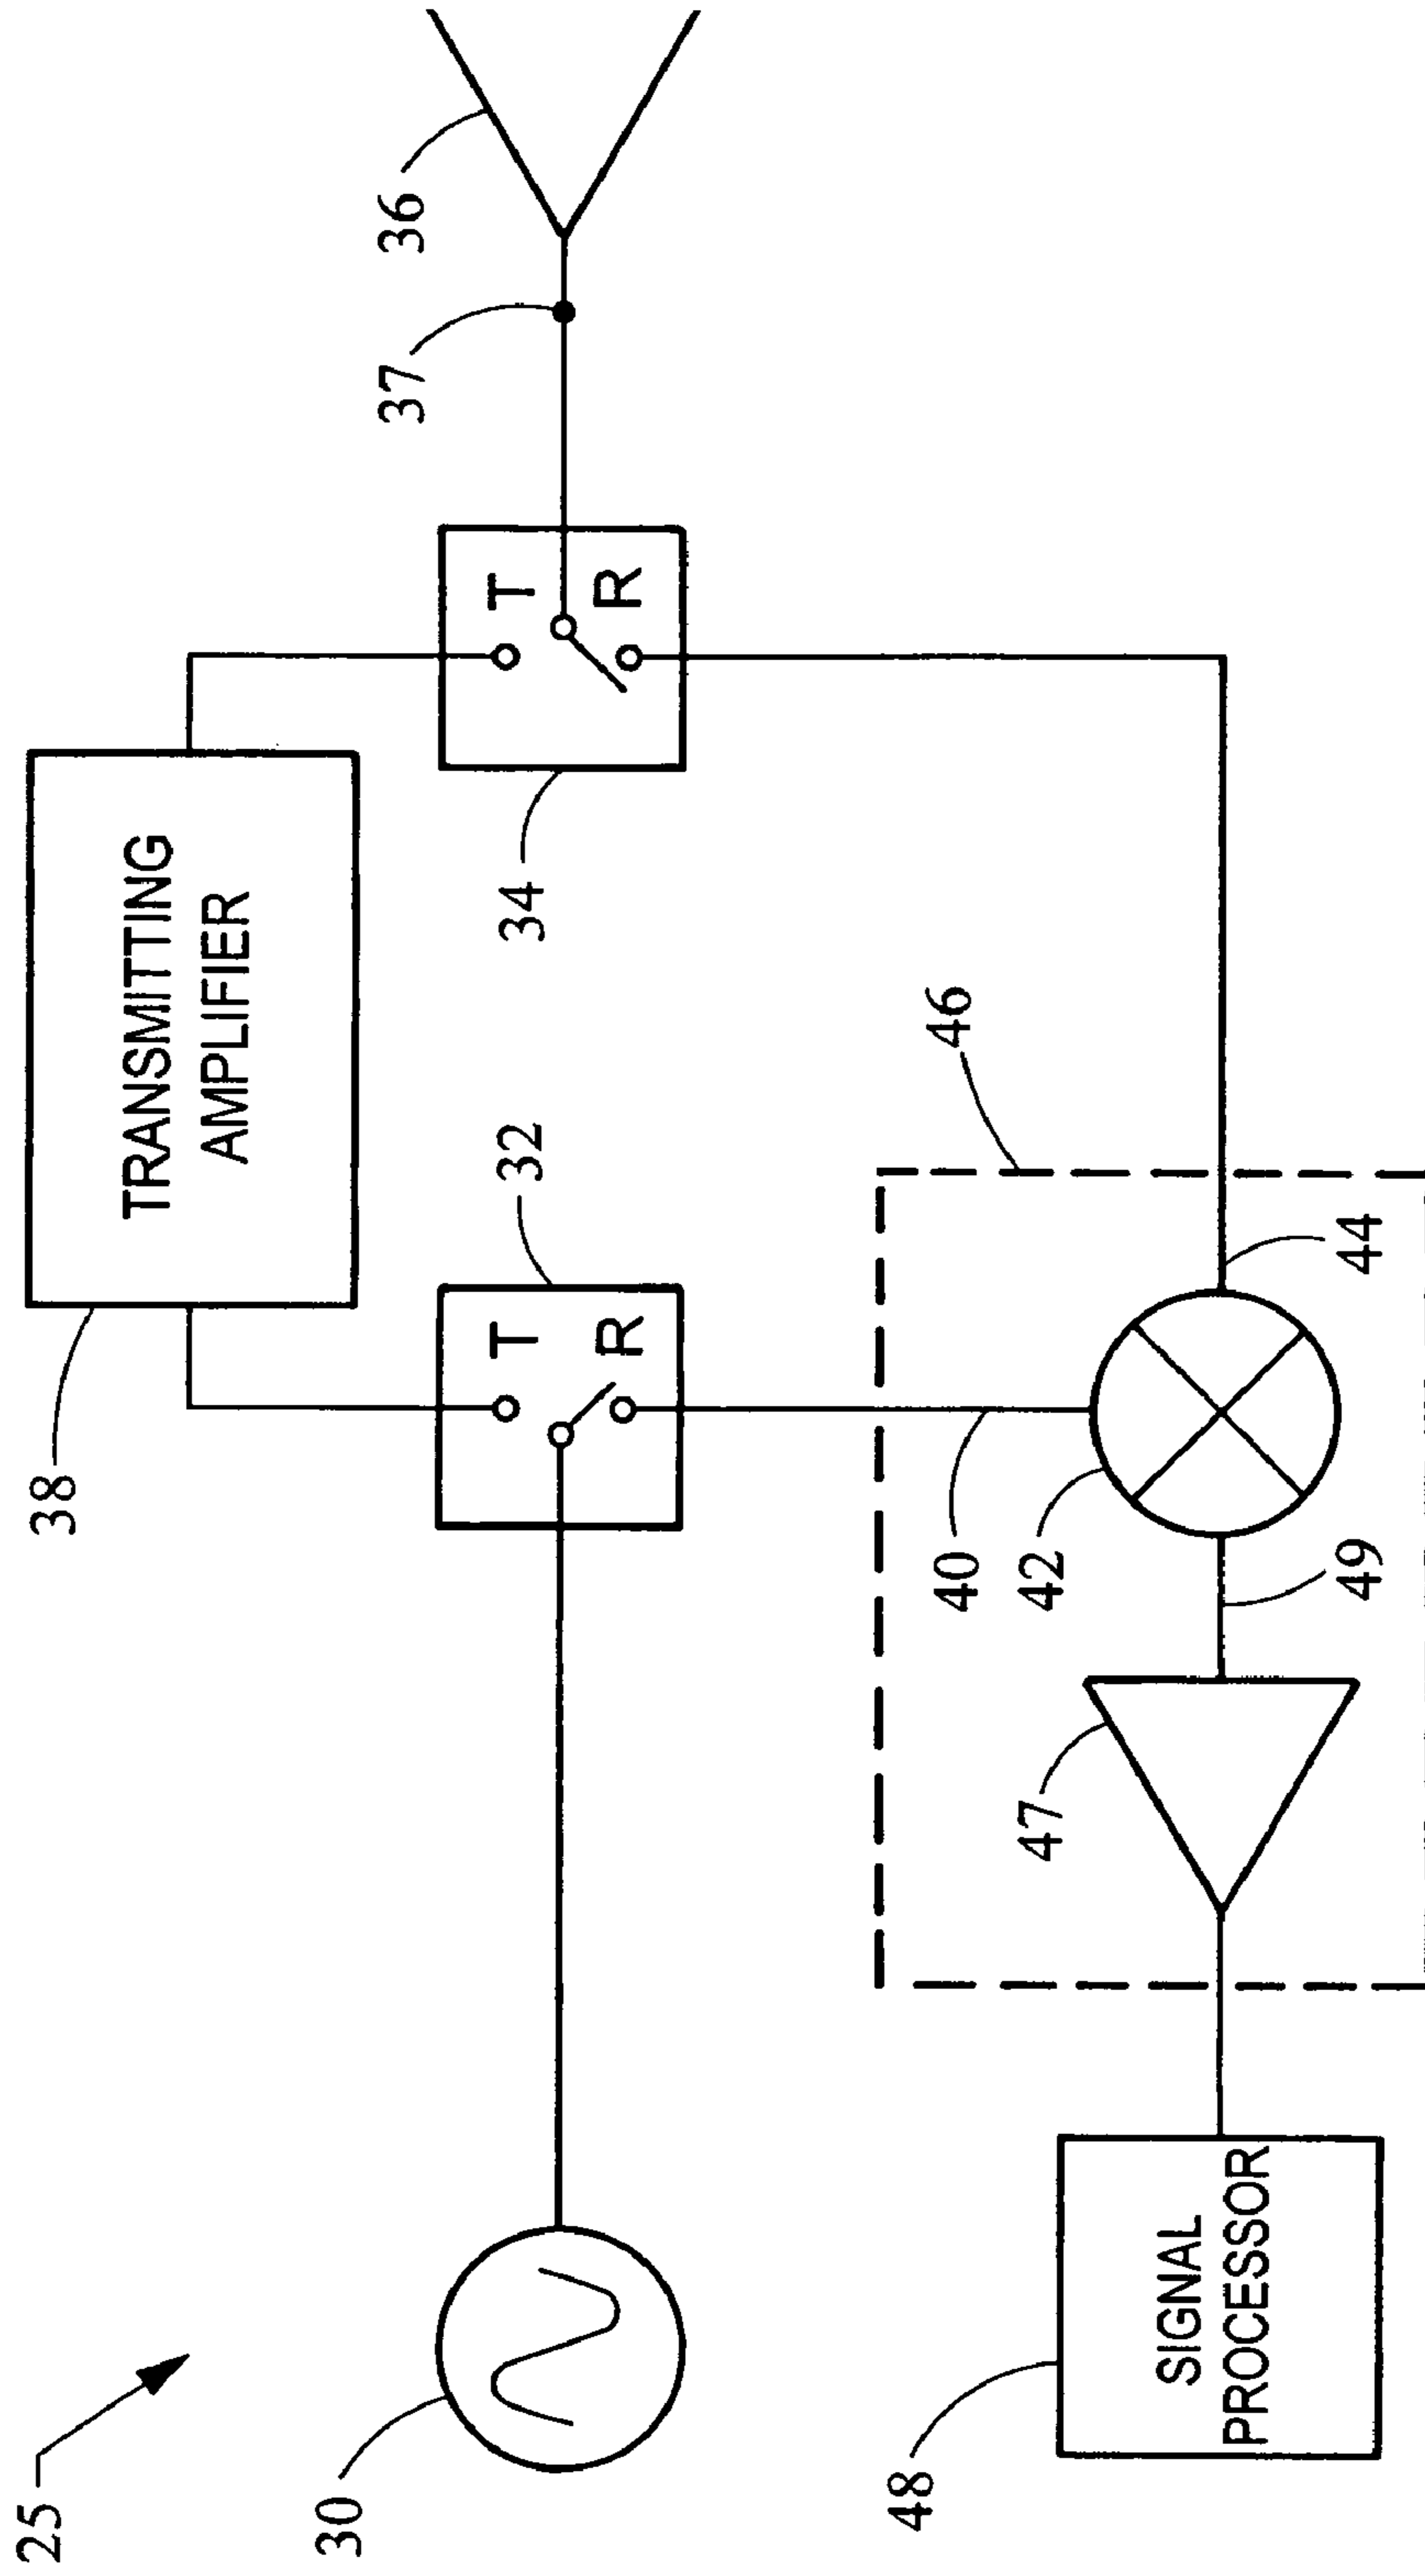 25
38
TRANSMITTING
AMPLIFIER
30
32
T
R
34
T
R
37
36
48
SIGNAL
PROCESSOR
47
49
42
40
44
46